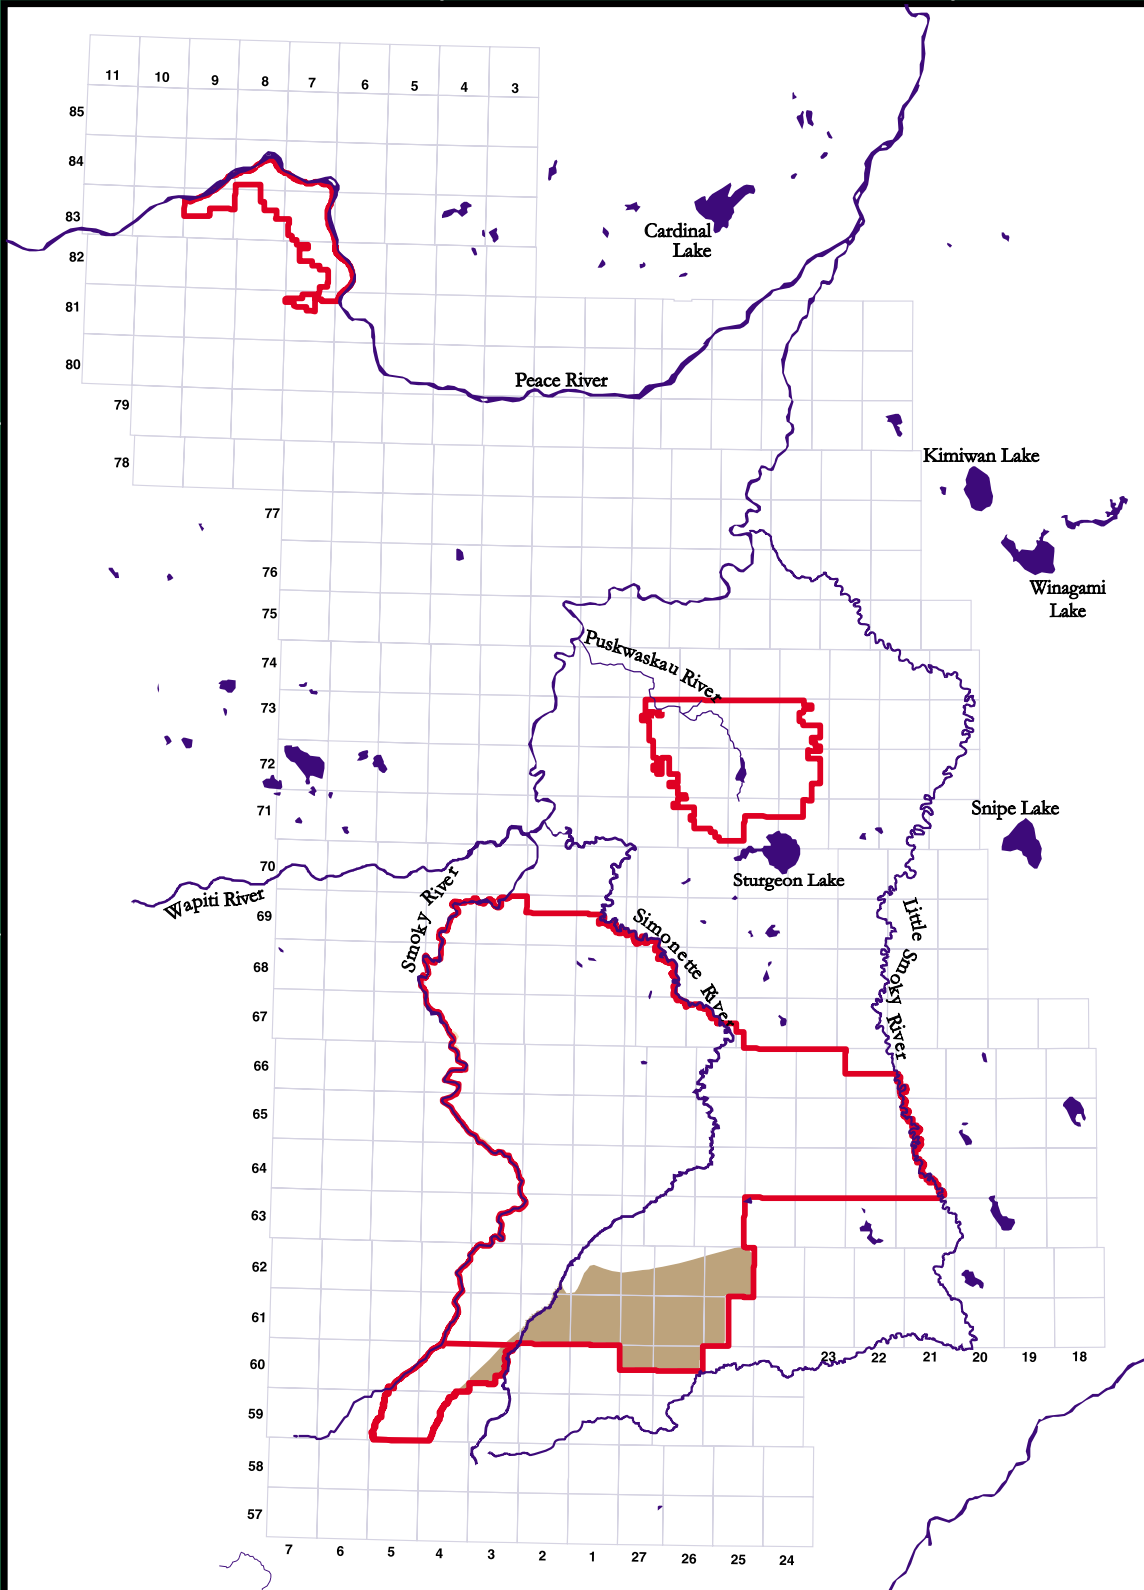 11 10 9 8 7 6 5 4 3
85
84
83
82
81
80
79
78
77
76
75
74
73
72
71
70
69
68
67
66
65
64
63
62
61
60
59
58
57
Cardinal
Lake
Peace River
Kimiwan Lake
Winagami
Lake
Puskwaskau River
Snipe Lake
Sturgeon Lake
Wapiti River
Smoky River
Simonette River
Little Smoky River
23 22 21 20 19 18
7 6 5 4 3 2 1 27 26 25 24